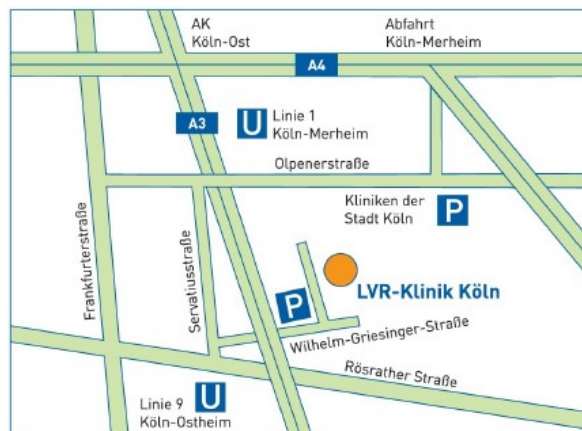 AK
Köln-Ost
Abfahrt
Köln-Merheim
A4
A3
U
Linie 1
Köln-Merheim
Olpenerstraße
Kliniken der
Stadt Köln
P
Frankfurterstraße
Servatiusstraße
P
LVR-Klinik Köln
Wilhelm-Griesinger-Straße
Rösrather Straße
Linie 9
Köln-Ostheim
U